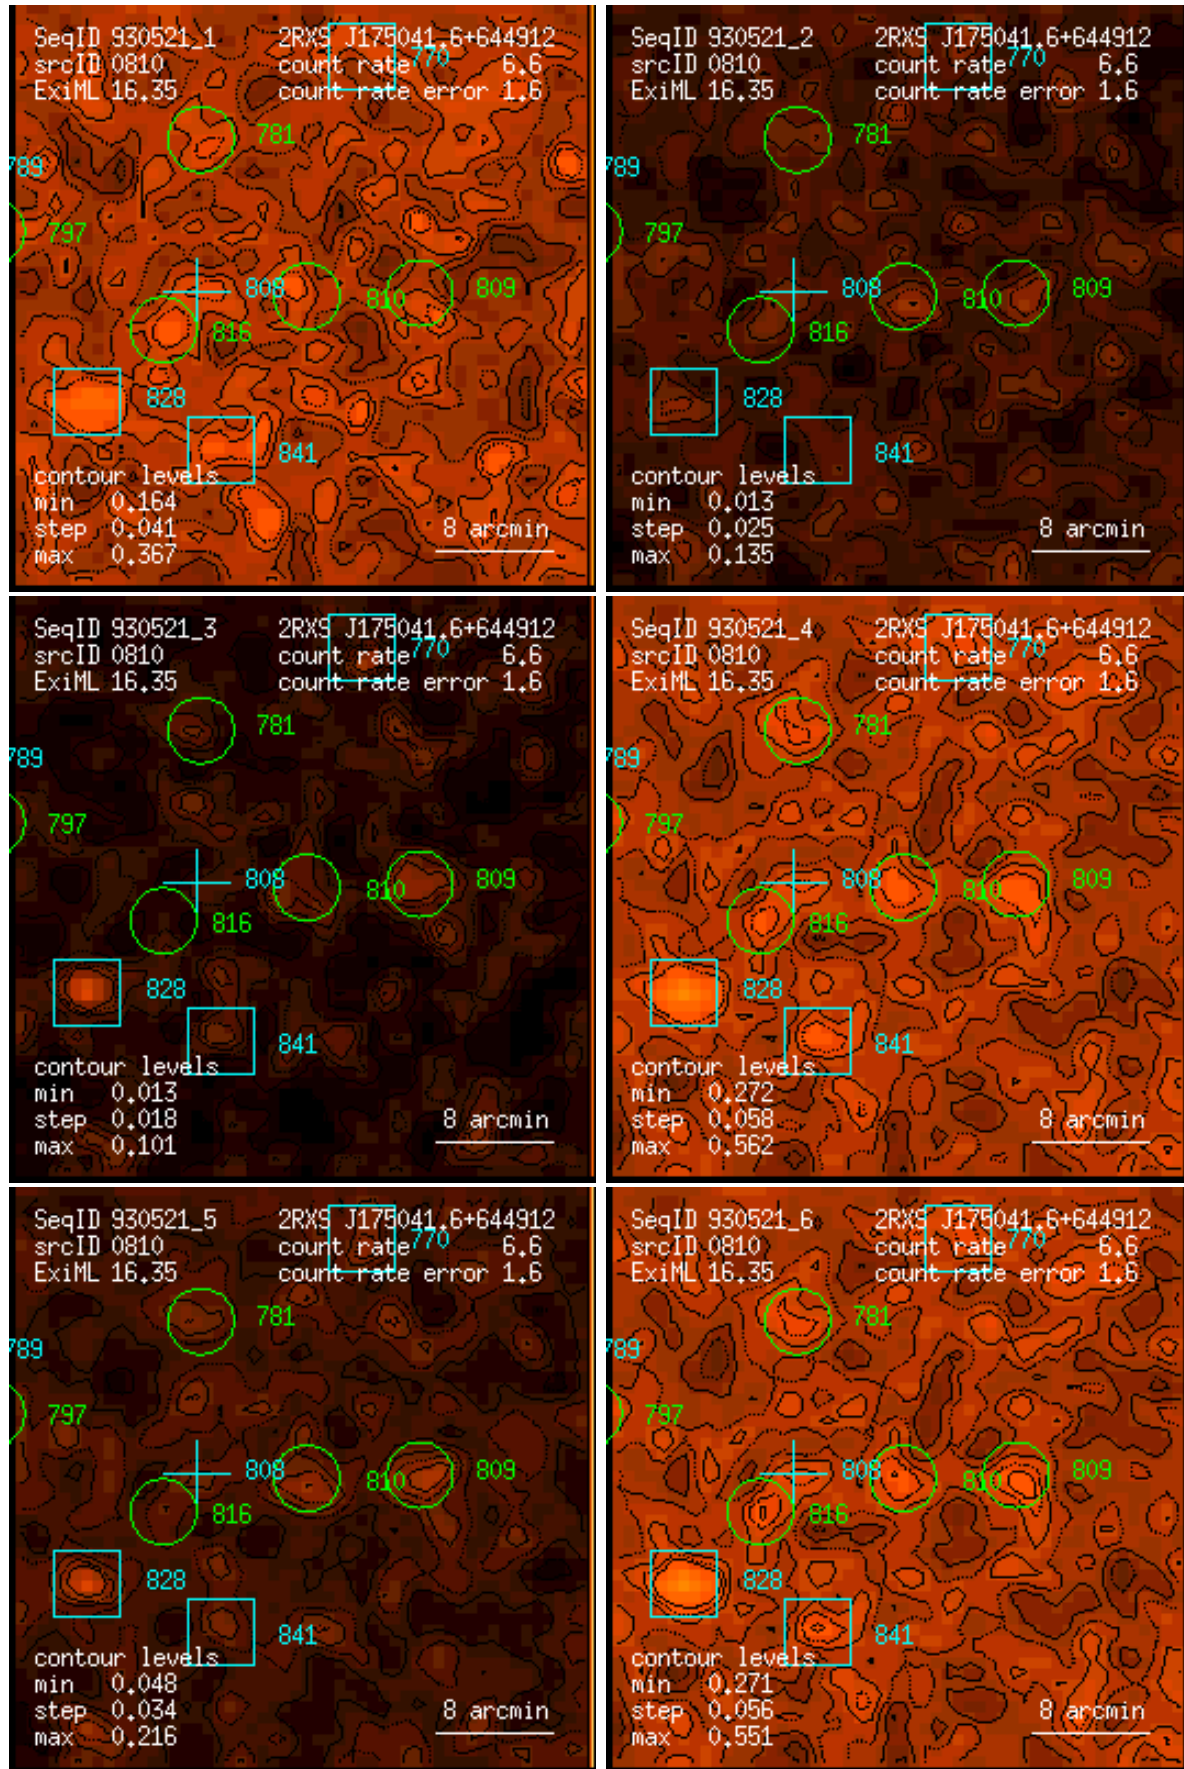 SeqID 930521_1 2RXS J175041.6+644912
srcID 0810 count rate 770 6.6
ExiML 16.35 count rate error 1.6
781
789
797
808 810 809
816
828
841
contour levels
min 0.164
step 0.041 8 arcmin
max 0.367
SeqID 930521_2 2RXS J175041.6+644912
srcID 0810 count rate 770 6.6
ExiML 16.35 count rate error 1.6
781
789
797
808 810 809
816
828
841
contour levels
min 0.013
step 0.025 8 arcmin
max 0.135
SeqID 930521_3 2RXS J175041.6+644912
srcID 0810 count rate 770 6.6
ExiML 16.35 count rate error 1.6
781
789
797
808 810 809
816
828
841
contour levels
min 0.013
step 0.018 8 arcmin
max 0.101
SeqID 930521_4 2RXS J175041.6+644912
srcID 0810 count rate 770 6.6
ExiML 16.35 count rate error 1.6
781
789
797
808 810 809
816
828
841
contour levels
min 0.272
step 0.058 8 arcmin
max 0.562
SeqID 930521_5 2RXS J175041.6+644912
srcID 0810 count rate 770 6.6
ExiML 16.35 count rate error 1.6
781
789
797
808 810 809
816
828
841
contour levels
min 0.048
step 0.034 8 arcmin
max 0.216
SeqID 930521_6 2RXS J175041.6+644912
srcID 0810 count rate 770 6.6
ExiML 16.35 count rate error 1.6
781
789
797
808 810 809
816
828
841
contour levels
min 0.271
step 0.056 8 arcmin
max 0.551